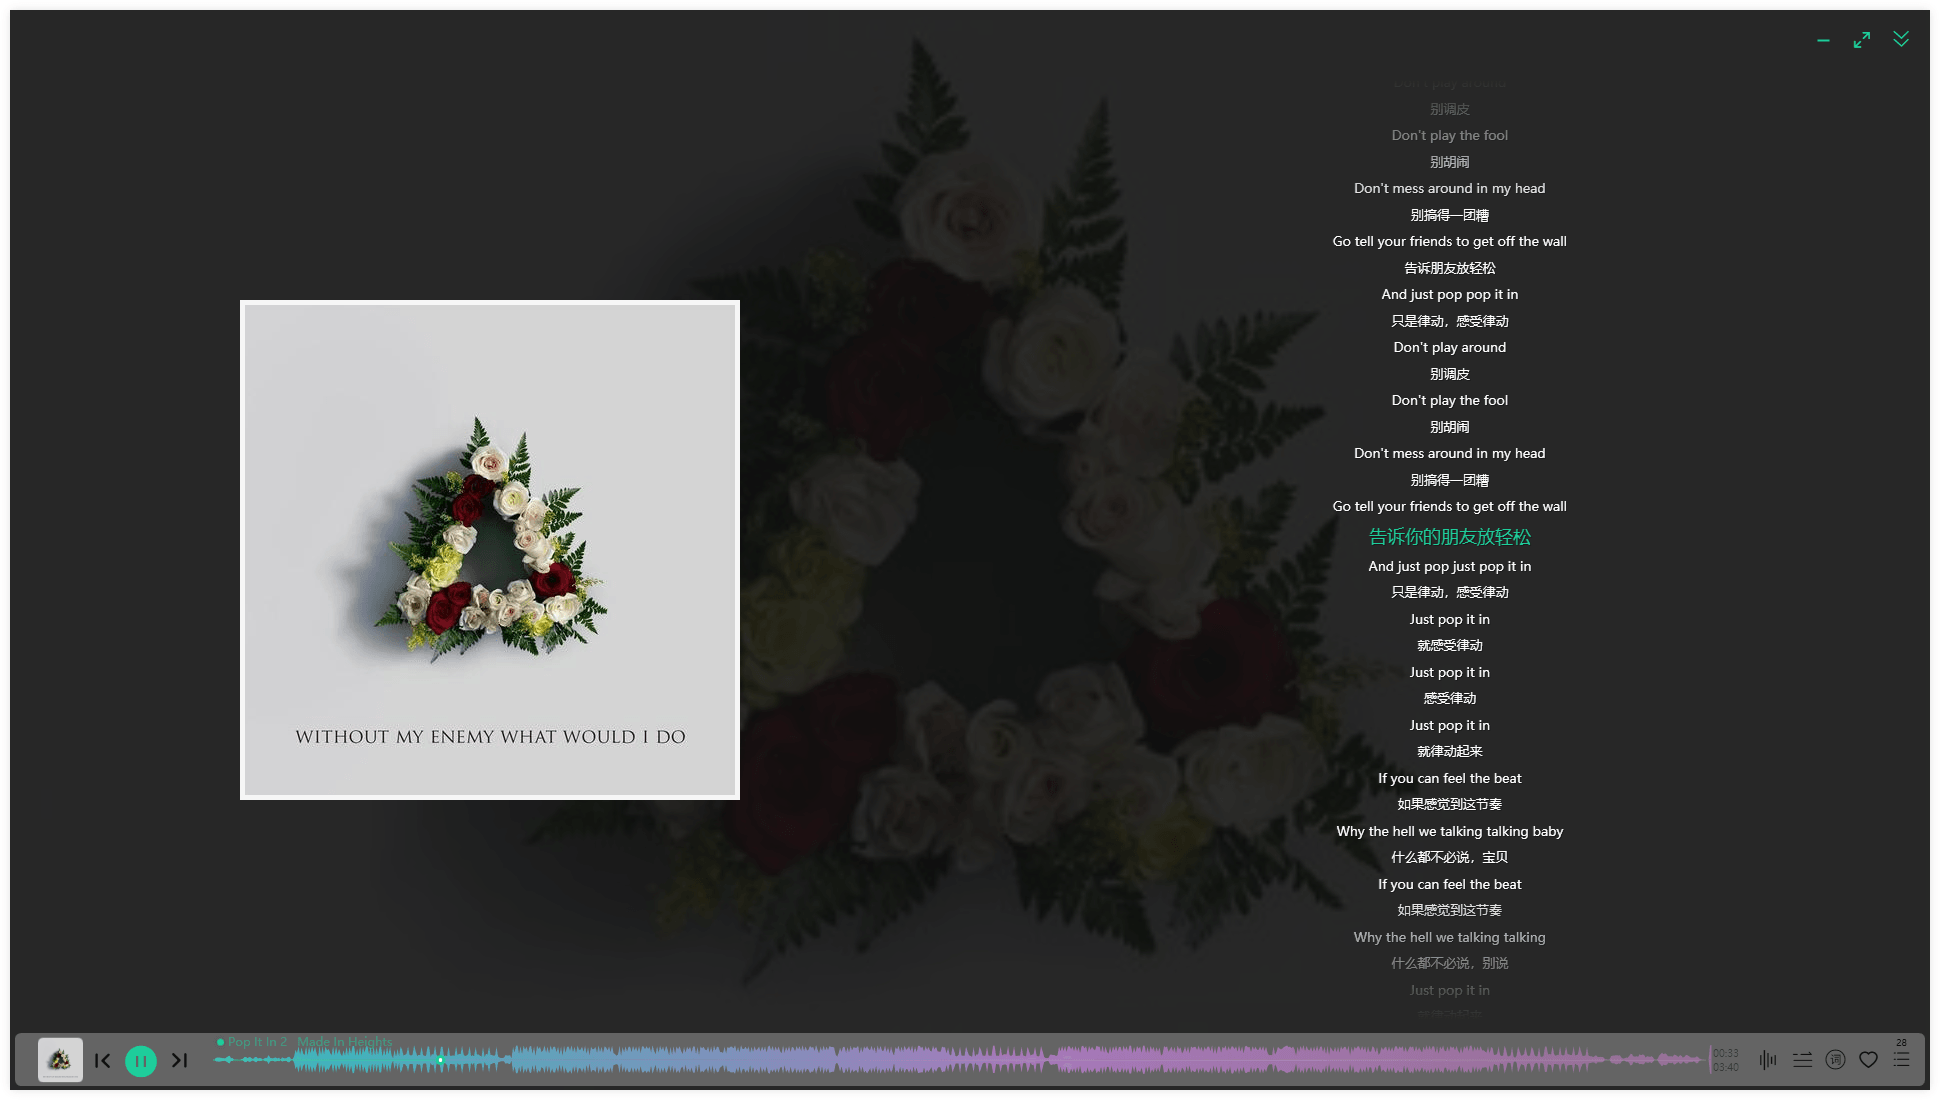 Don't play around
别调皮
Don't play the fool
别胡闹
Don't mess around in my head
别搞得一团糟
Go tell your friends to get off the wall
告诉朋友放轻松
And just pop pop it in
只是律动，感受律动
Don't play around
别调皮
Don't play the fool
别胡闹
Don't mess around in my head
别搞得一团糟
Go tell your friends to get off the wall
告诉你的朋友放轻松
And just pop just pop it in
只是律动，感受律动
Just pop it in
就感受律动
Just pop it in
感受律动
Just pop it in
就律动起来
If you can feel the beat
如果感觉到这节奏
Why the hell we talking talking baby
什么都不必说，宝贝
If you can feel the beat
如果感觉到这节奏
Why the hell we talking talking
什么都不必说，别说
Just pop it in
就律动起来
WITHOUT MY ENEMY WHAT WOULD I DO
Pop It In 2 Made In Heights
00:33
03:40
词
28